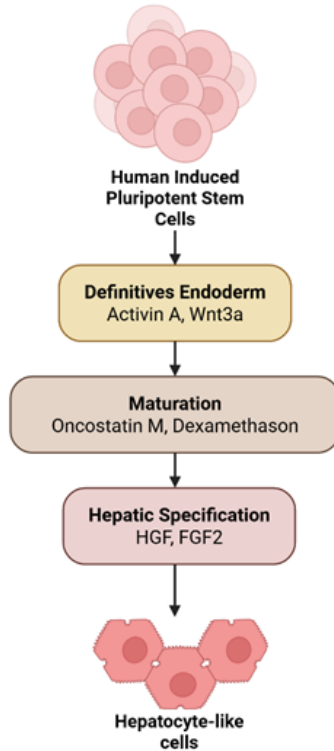 Human Induced
Pluripotent Stem
Cells
Definitives Endoderm
Activin A, Wnt3a
Maturation
Oncostatin M, Dexamethason
Hepatic Specification
HGF, FGF2
Hepatocyte-like
cells